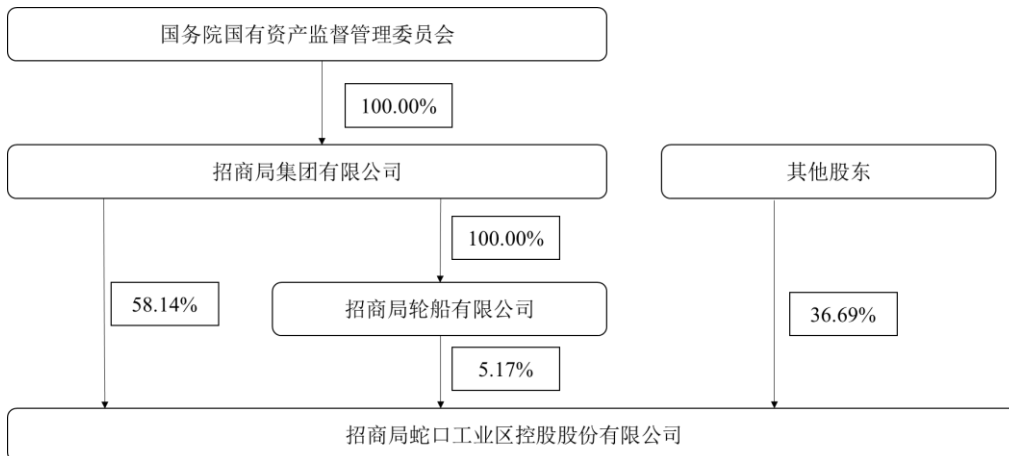 国务院国有资产监督管理委员会
100.00%
招商局集团有限公司
其他股东
100.00%
58.14%
招商局轮船有限公司
36.69%
5.17%
招商局蛇口工业区控股股份有限公司